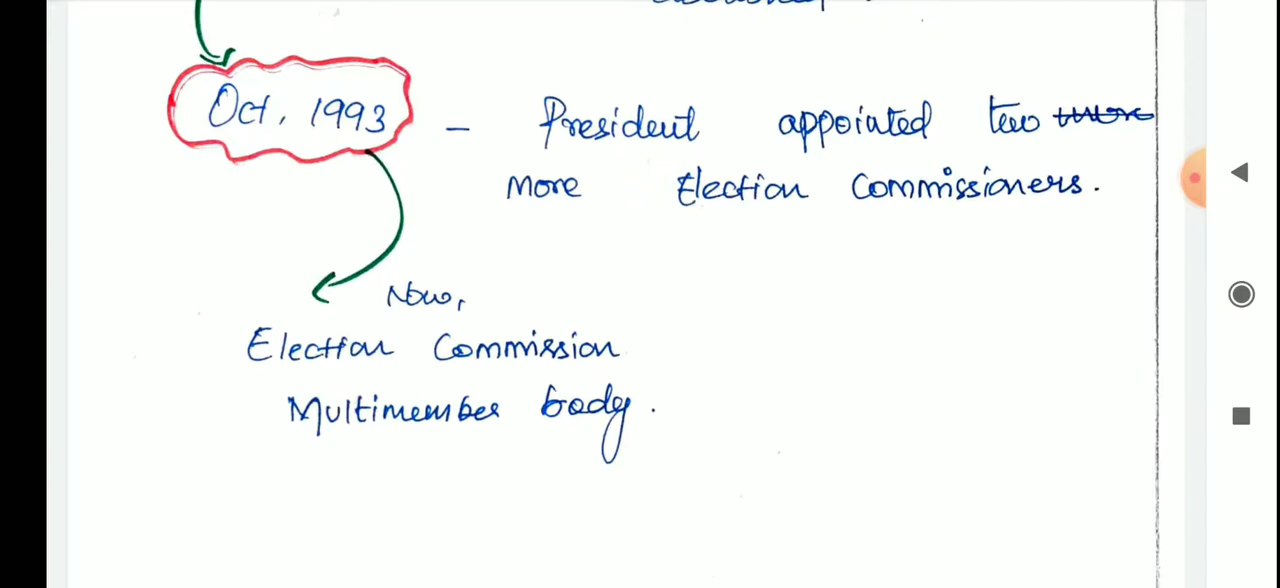 Oct, 1993 - President appointed two
more Election Commissioners.
Now,
Election Commission
Multimember body.